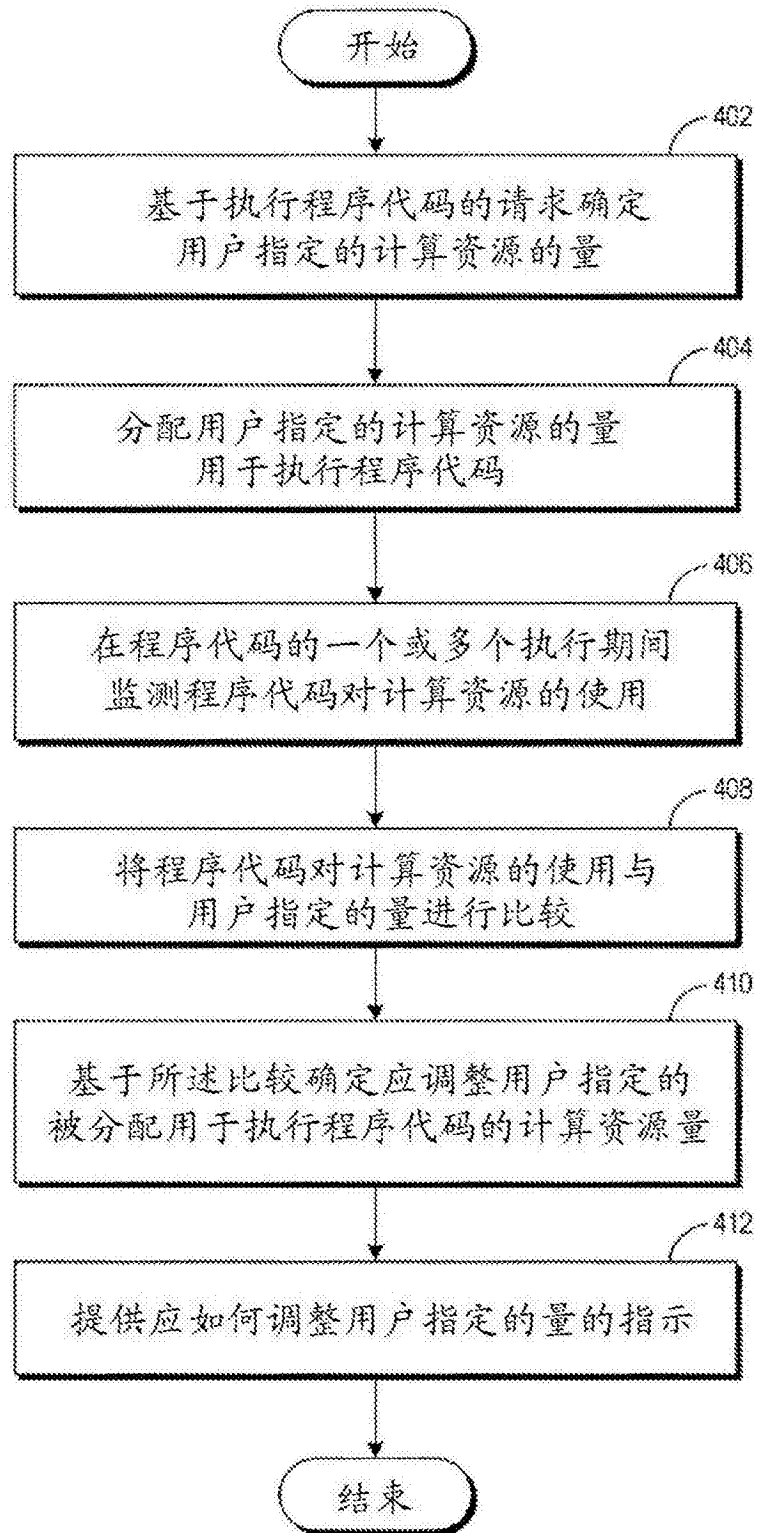 开始
402
基于执行程序代码的请求确定
用户指定的计算资源的量
404
分配用户指定的计算资源的量
用于执行程序代码
406
在程序代码的一个或多个执行期间
监测程序代码对计算资源的使用
408
将程序代码对计算资源的使用与
用户指定的量进行比较
410
基于所述比较确定应调整用户指定的
被分配用于执行程序代码的计算资源量
412
提供应如何调整用户指定的量的指示
结束